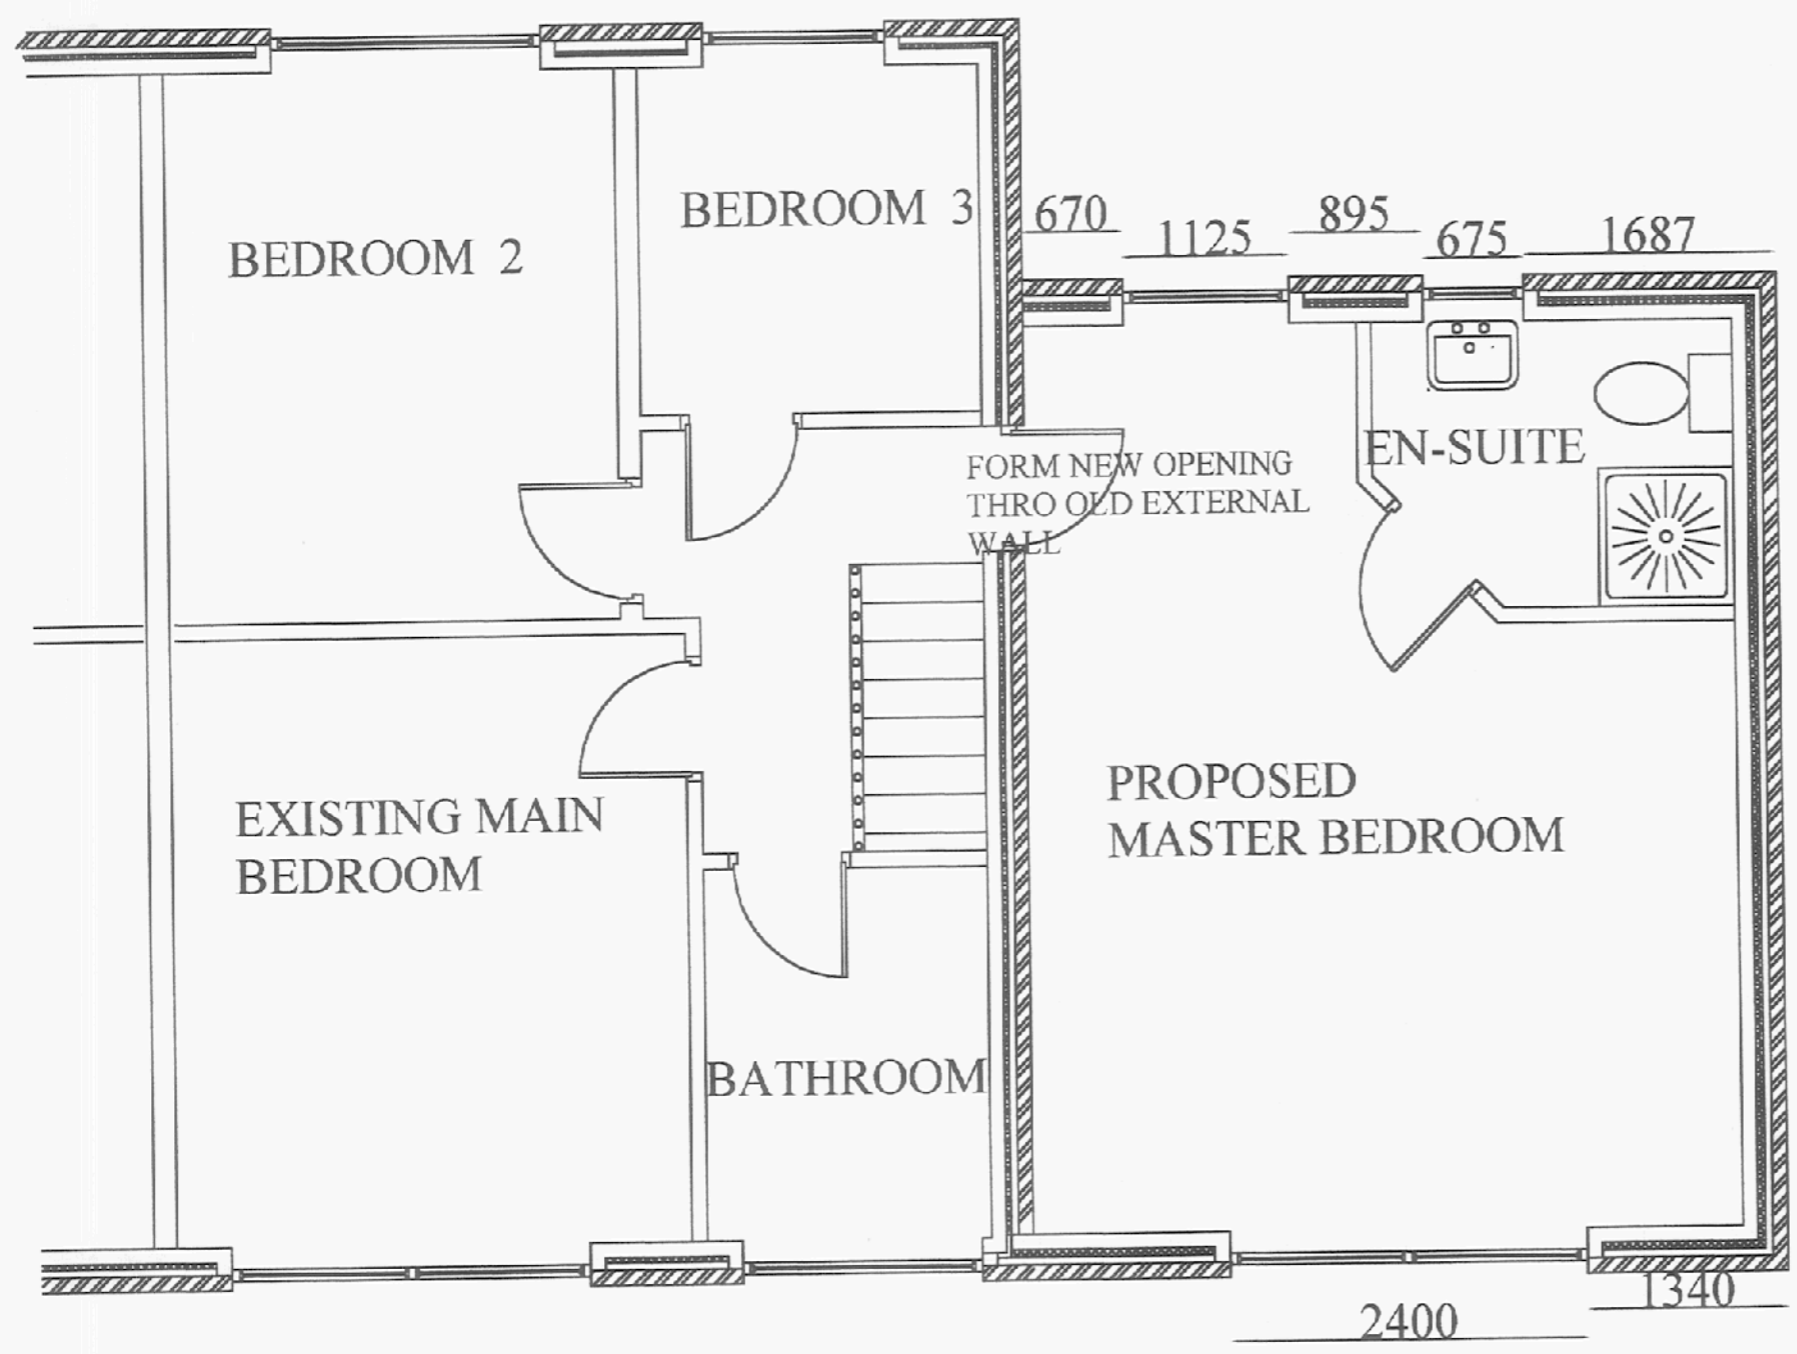 670
1125
895
675
1687
BEDROOM 2
BEDROOM 3
EN-SUITE
FORM NEW OPENING
THRO OLD EXTERNAL
WALL
EXISTING MAIN
BEDROOM
PROPOSED
MASTER BEDROOM
BATHROOM
2400
1340